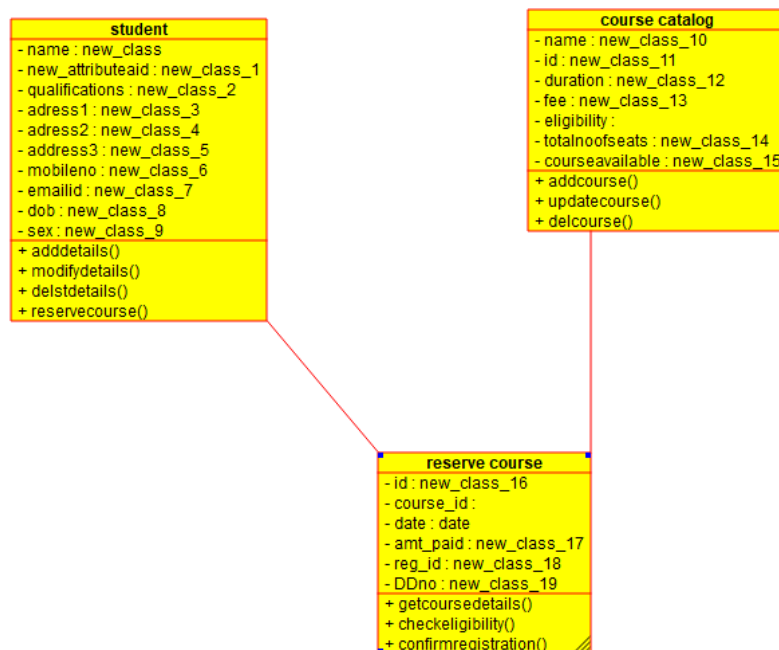 student
- name : new_class
- new_attributeaid : new_class_1
- qualifications : new_class_2
- adress1 : new_class_3
- adress2 : new_class_4
- address3 : new_class_5
- mobileno : new_class_6
- emailid : new_class_7
- dob : new_class_8
- sex : new_class_9
+ adddetails()
+ modifydetails()
+ delstdetails()
+ reservecourse()
course catalog
- name : new_class_10
- id : new_class_11
- duration : new_class_12
- fee : new_class_13
- eligibility :
- totalnoofseats : new_class_14
- courseavailable : new_class_15
+ addcourse()
+ updatecourse()
+ delcourse()
reserve course
- id : new_class_16
- course_id :
- date : date
- amt_paid : new_class_17
- reg_id : new_class_18
- DDno : new_class_19
+ getcoursedetails()
+ checkeligibility()
+ confirmregistration()